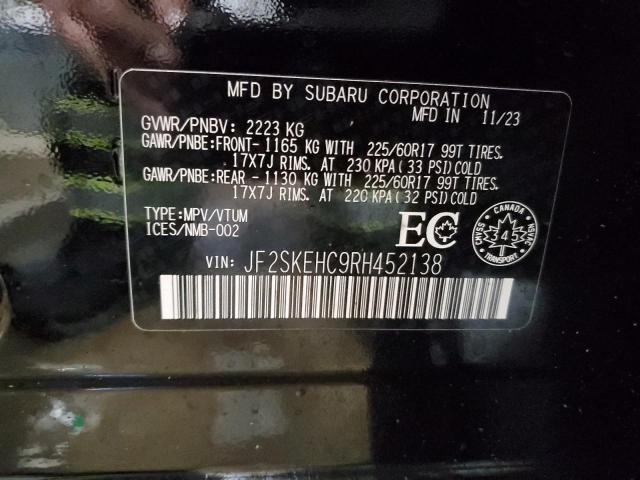 MFD BY SUBARU CORPORATION
MFD IN 11/23
GVWR/PNBV: 2223 KG
GAWR/PNBE:FRONT-1165 KG WITH 225/60R17 99T TIRES.
17X7J RIMS. AT 230 KPA (33 PSI)COLD
GAWR/PNBE:REAR -1130 KG WITH 225/60R17 99T TIRES.
17X7J RIMS. AT 220 KPA (32 PSI)COLD
TYPE:MPV/VTUM
ICES/NMB-002
EC
CANADA
SVAC
NSVAC
345
TRANSPORT
VIN: JF2SKEHC9RH452138